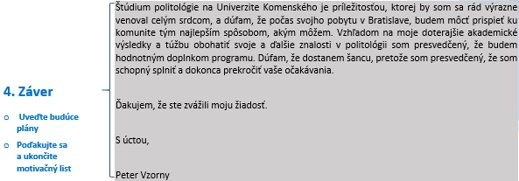 Štúdium politológie na Univerzite Komenského je príležitosťou, ktorej by som sa rád výrazne
venoval celým srdcom, a dúfam, že počas svojho pobytu v Bratislave, budem môcť prispieť ku
komunite tým najlepším spôsobom, akým môžem. Vzhľadom na moje doterajšie akademické
výsledky a túžbu obohatiť svoje a ďalšie znalosti v politológii som presvedčený, že budem
hodnotným doplnkom programu. Dúfam, že dostanem šancu, pretože som presvedčený, že som
schopný splniť a dokonca prekročiť vaše očakávania.
4. Záver
o Uveďte budúce
plány
o Poďakujte sa
a ukončite
motivačný list
Ďakujem, že ste zvážili moju žiadosť.
S úctou,
Peter Vzorny